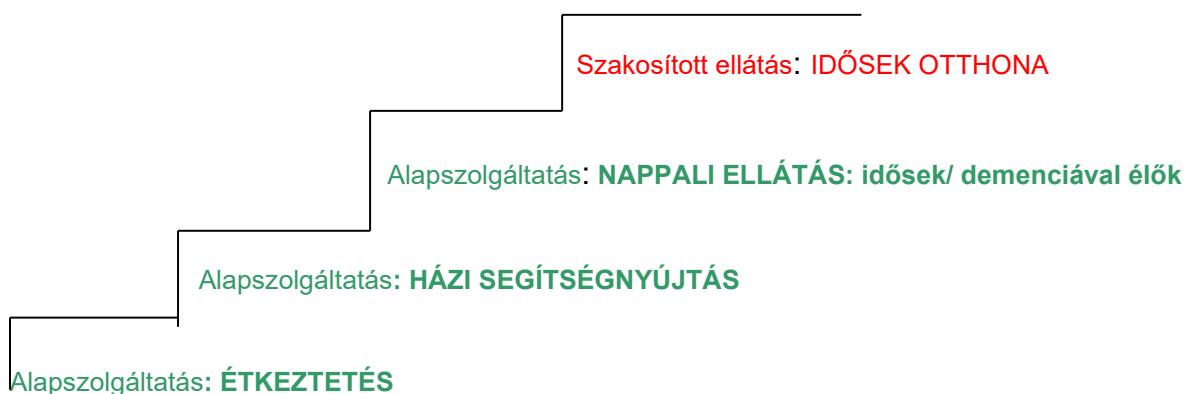 Szakosított ellátás: IDŐSEK OTTHONA
Alapszolgáltatás: NAPPALI ELLÁTÁS: idősek/ demenciával élők
Alapszolgáltatás: HÁZI SEGÍTSÉGNYÚJTÁS
Alapszolgáltatás: ÉTKEZTETÉS